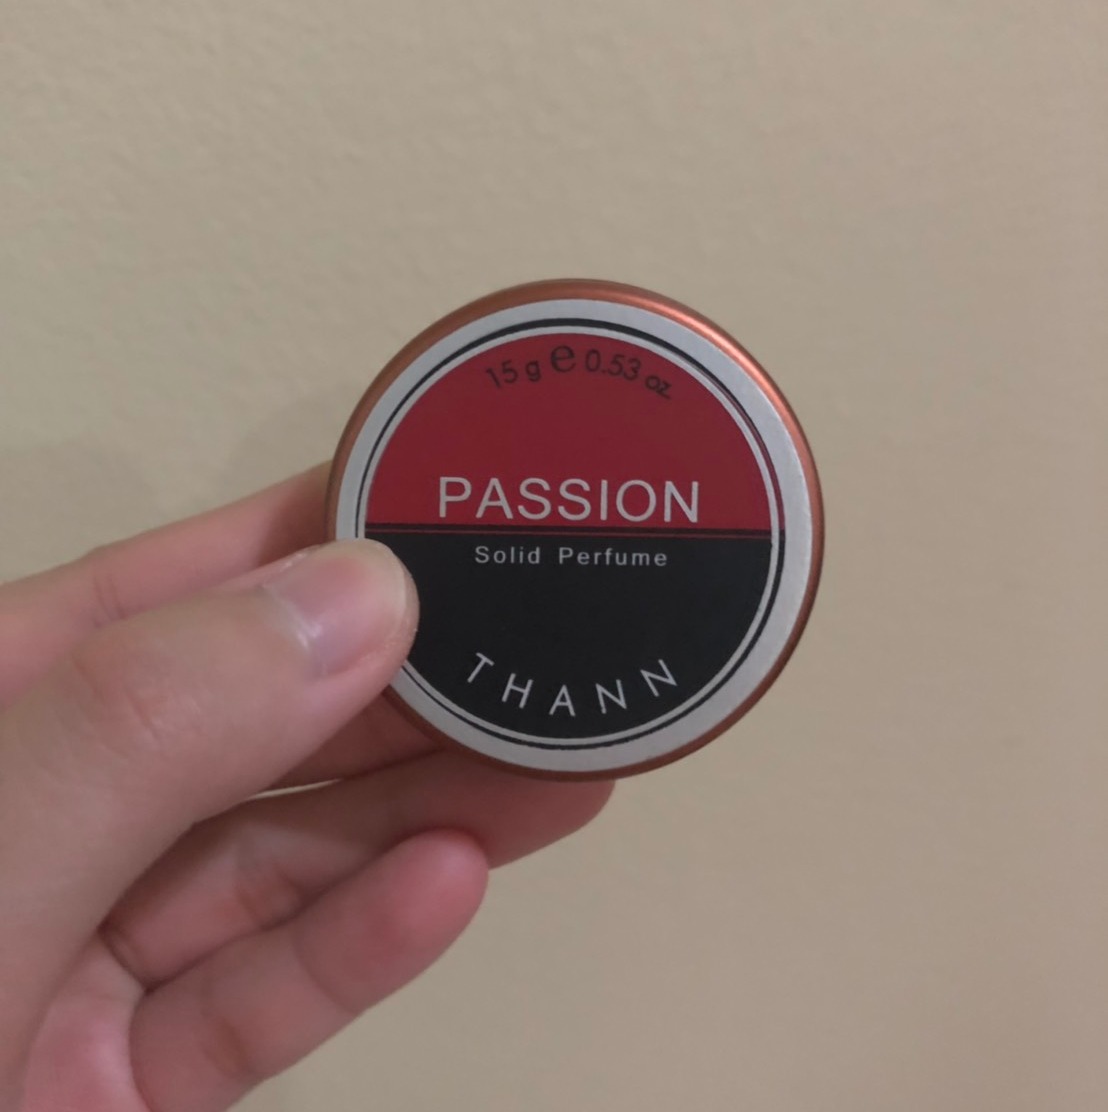 15 g e 0.53 oz
PASSION
Solid Perfume
THANN